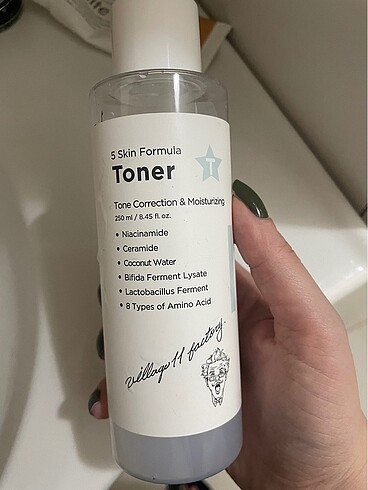 5 Skin Formula
Toner
T
Tone Correction & Moisturizing
250 ml / 8.45 fl. oz.
• Niacinamide
• Ceramide
• Coconut Water
• Bifida Ferment Lysate
• Lactobacillus Ferment
• 8 Types of Amino Acid
village 11 factory.